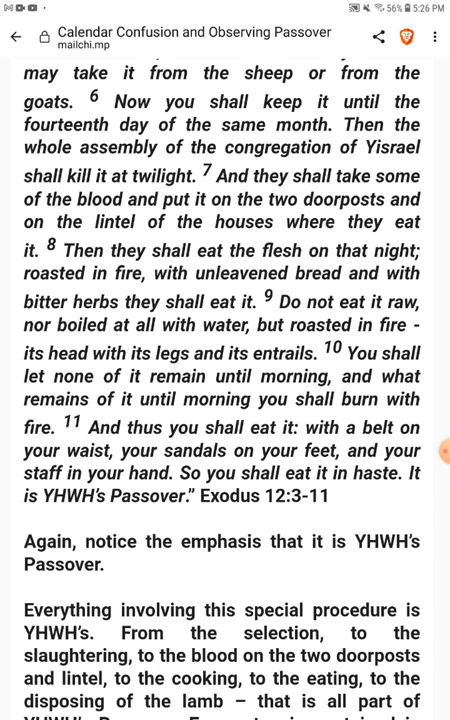 56% 5:26 PM
Calendar Confusion and Observing Passover
mailchi.mp
may take it from the sheep or from the
goats. 6 Now you shall keep it until the
fourteenth day of the same month. Then the
whole assembly of the congregation of Yisrael
shall kill it at twilight. 7 And they shall take some
of the blood and put it on the two doorposts and
on the lintel of the houses where they eat
it. 8 Then they shall eat the flesh on that night;
roasted in fire, with unleavened bread and with
bitter herbs they shall eat it. 9 Do not eat it raw,
nor boiled at all with water, but roasted in fire -
its head with its legs and its entrails. 10 You shall
let none of it remain until morning, and what
remains of it until morning you shall burn with
fire. 11 And thus you shall eat it: with a belt on
your waist, your sandals on your feet, and your
staff in your hand. So you shall eat it in haste. It
is YHWH's Passover." Exodus 12:3-11
Again, notice the emphasis that it is YHWH's
Passover.
Everything involving this special procedure is
YHWH's. From the selection, to the
slaughtering, to the blood on the two doorposts
and lintel, to the cooking, to the eating, to the
disposing of the lamb – that is all part of